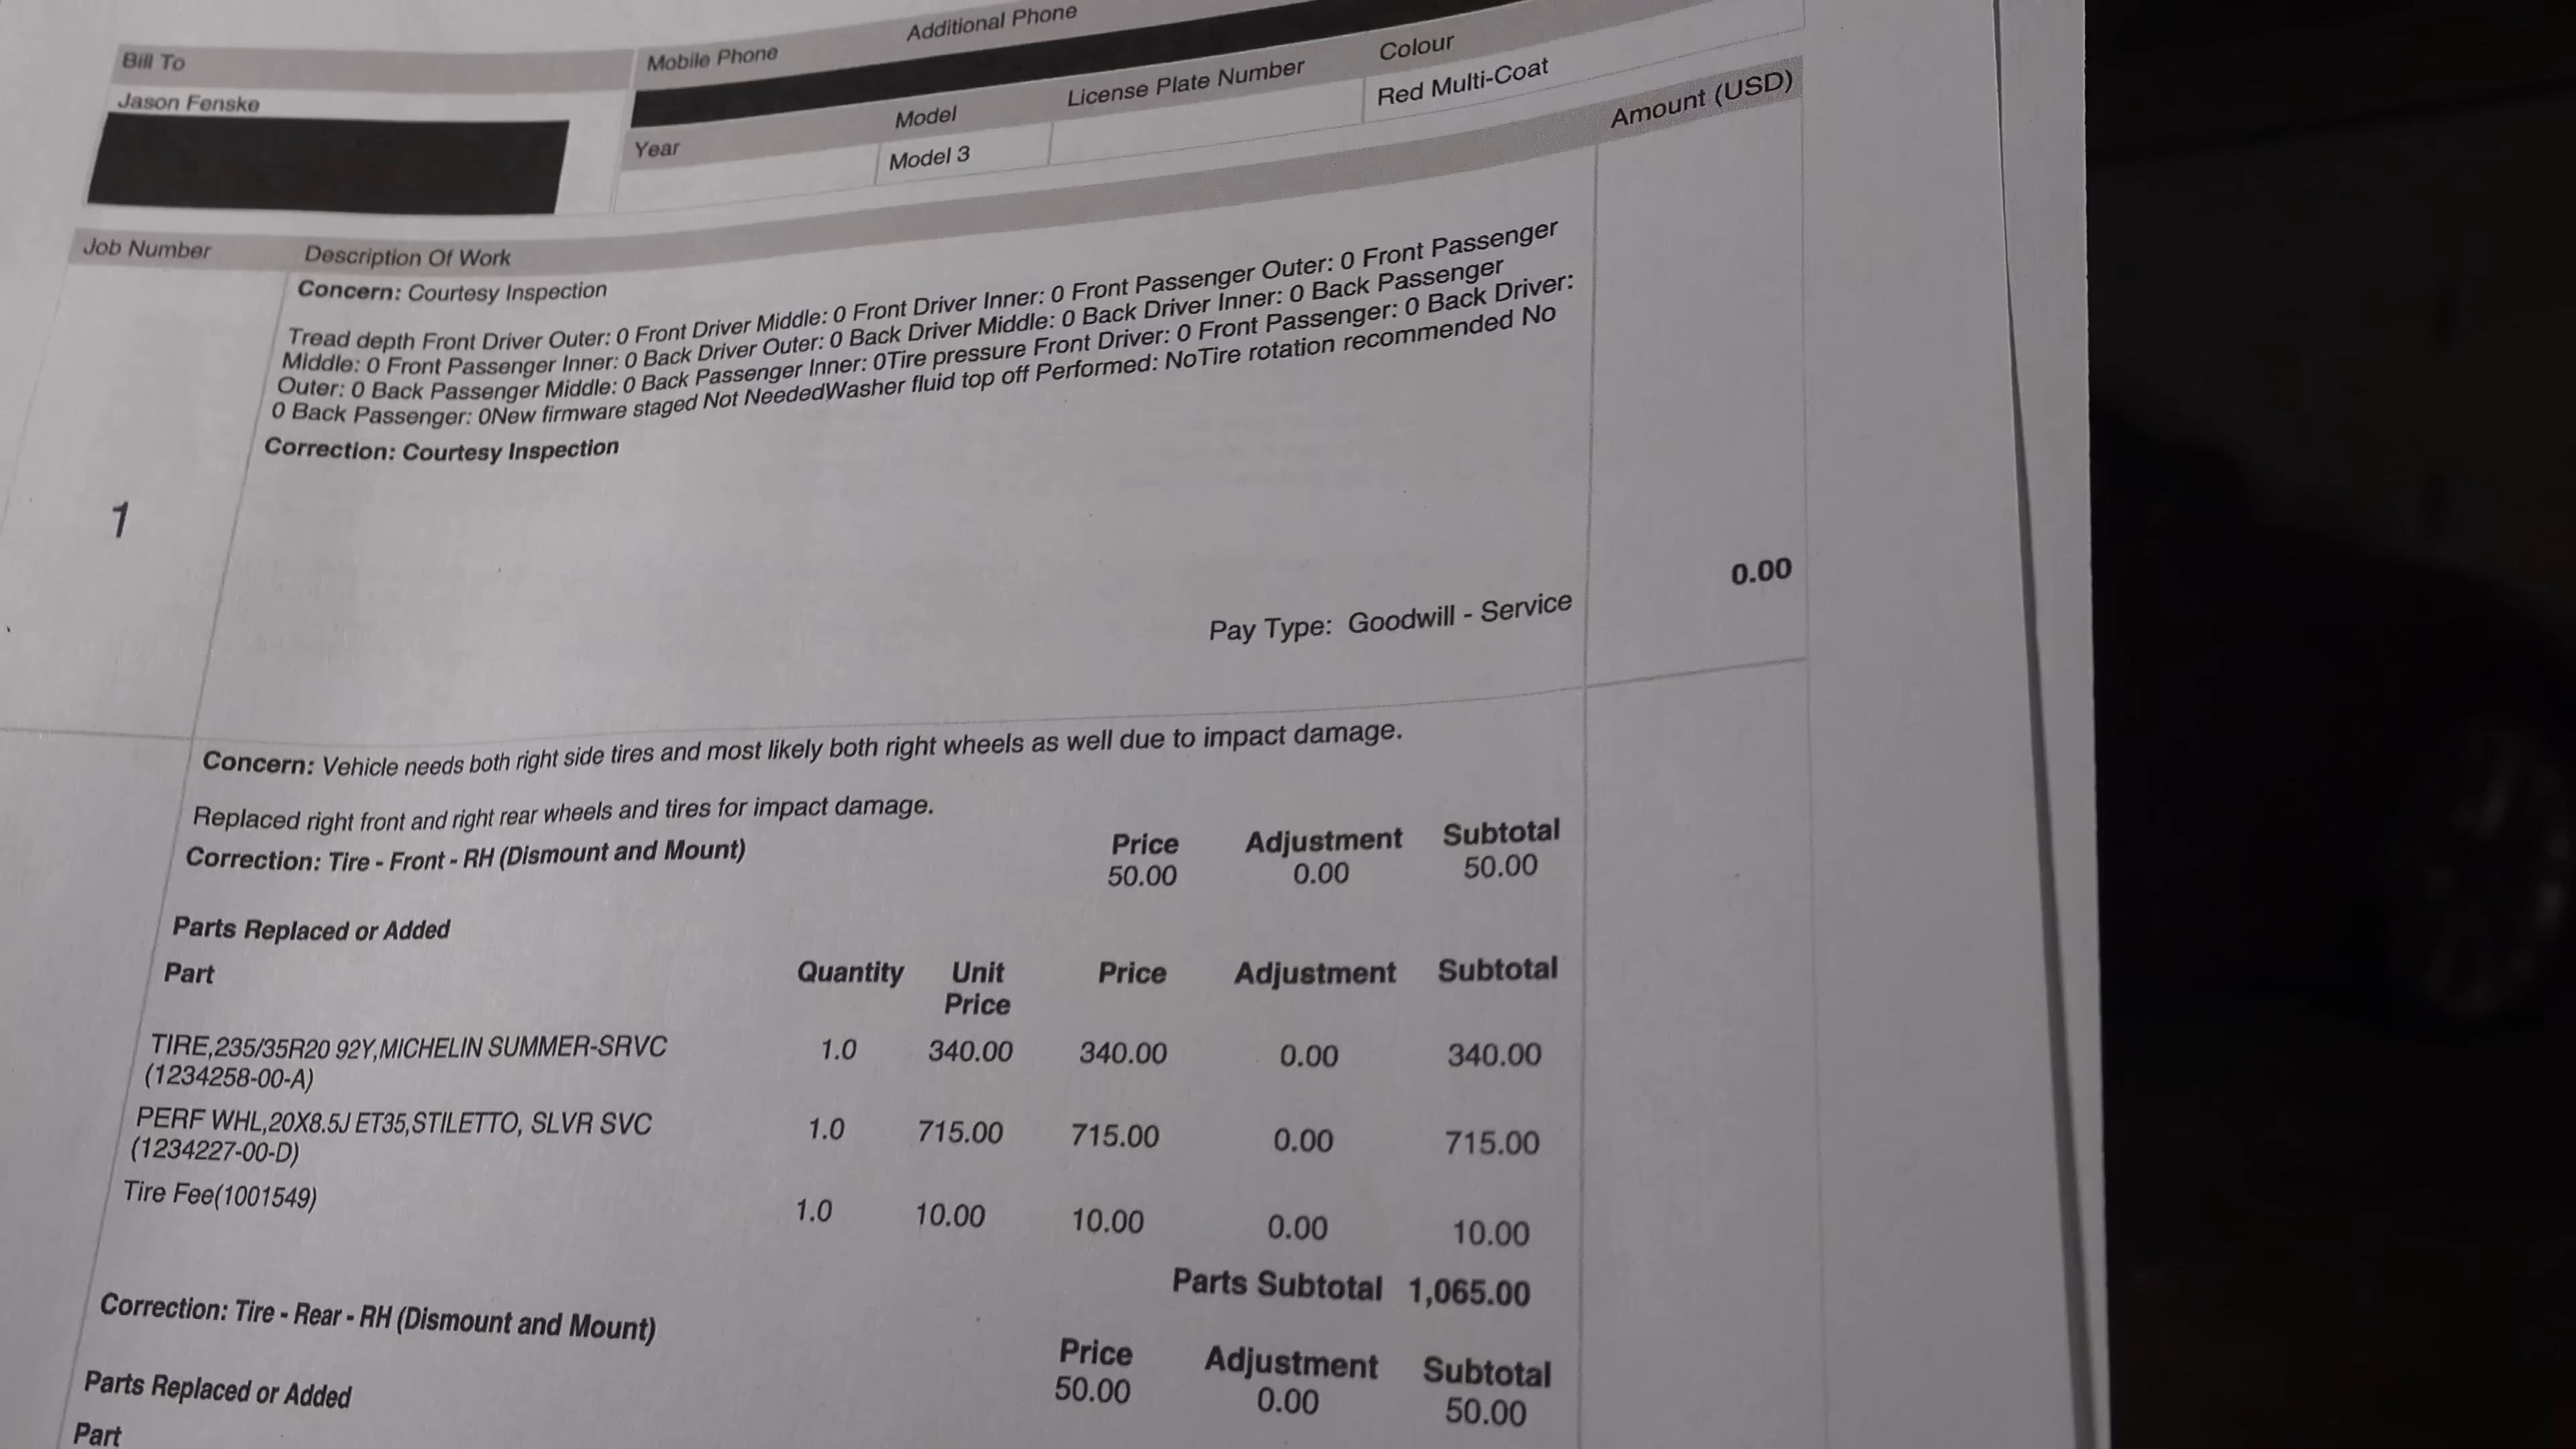 Additional Phone
Bill To
Mobile Phone
Colour
Jason Fenske
License Plate Number
Red Multi-Coat
Model
Year
Amount (USD)
Model 3
Job Number
Description Of Work
Concern: Courtesy Inspection
Tread depth Front Driver Outer: 0 Front Driver Middle: 0 Front Driver Inner: 0 Front Passenger Outer: 0 Front Passenger
Middle: 0 Front Passenger Inner: 0 Back Driver Outer: 0 Back Driver Middle: 0 Back Driver Inner: 0 Back Passenger
Outer: 0 Back Passenger Middle: 0 Back Passenger Inner: 0Tire pressure Front Driver: 0 Front Passenger: 0 Back Driver:
0 Back Passenger: 0New firmware staged Not NeededWasher fluid top off Performed: NoTire rotation recommended No
Correction: Courtesy Inspection
1
0.00
Pay Type: Goodwill - Service
Concern: Vehicle needs both right side tires and most likely both right wheels as well due to impact damage.
Replaced right front and right rear wheels and tires for impact damage.
Correction: Tire - Front - RH (Dismount and Mount)
Price Adjustment Subtotal
50.00 0.00 50.00
Parts Replaced or Added
Part Quantity Unit Price Price Adjustment Subtotal
TIRE,235/35R20 92Y,MICHELIN SUMMER-SRVC 1.0 340.00 340.00 0.00 340.00
(1234258-00-A)
PERF WHL,20X8.5J ET35,STILETTO, SLVR SVC 1.0 715.00 715.00 0.00 715.00
(1234227-00-D)
Tire Fee(1001549) 1.0 10.00 10.00 0.00 10.00
Parts Subtotal 1,065.00
Correction: Tire - Rear - RH (Dismount and Mount)
Price Adjustment Subtotal
50.00 0.00 50.00
Parts Replaced or Added
Part